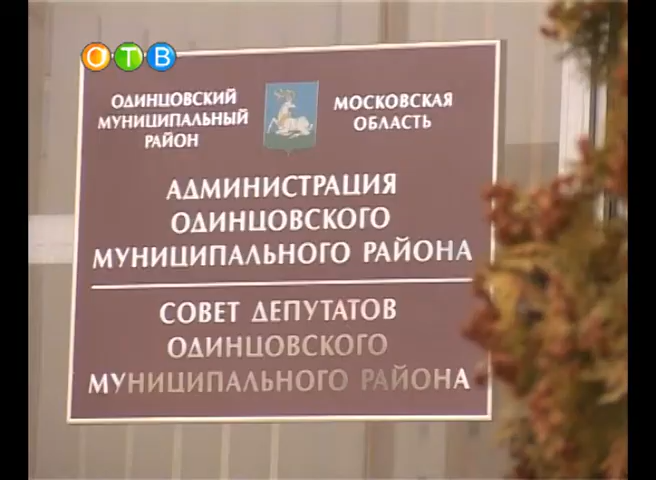 ОТВ
ОДИНЦОВСКИЙ
МУНИЦИПАЛЬНЫЙ
РАЙОН
МОСКОВСКАЯ
ОБЛАСТЬ
АДМИНИСТРАЦИЯ
ОДИНЦОВСКОГО
МУНИЦИПАЛЬНОГО РАЙОНА
СОВЕТ ДЕПУТАТОВ
ОДИНЦОВСКОГО
МУНИЦИПАЛЬНОГО РАЙОНА